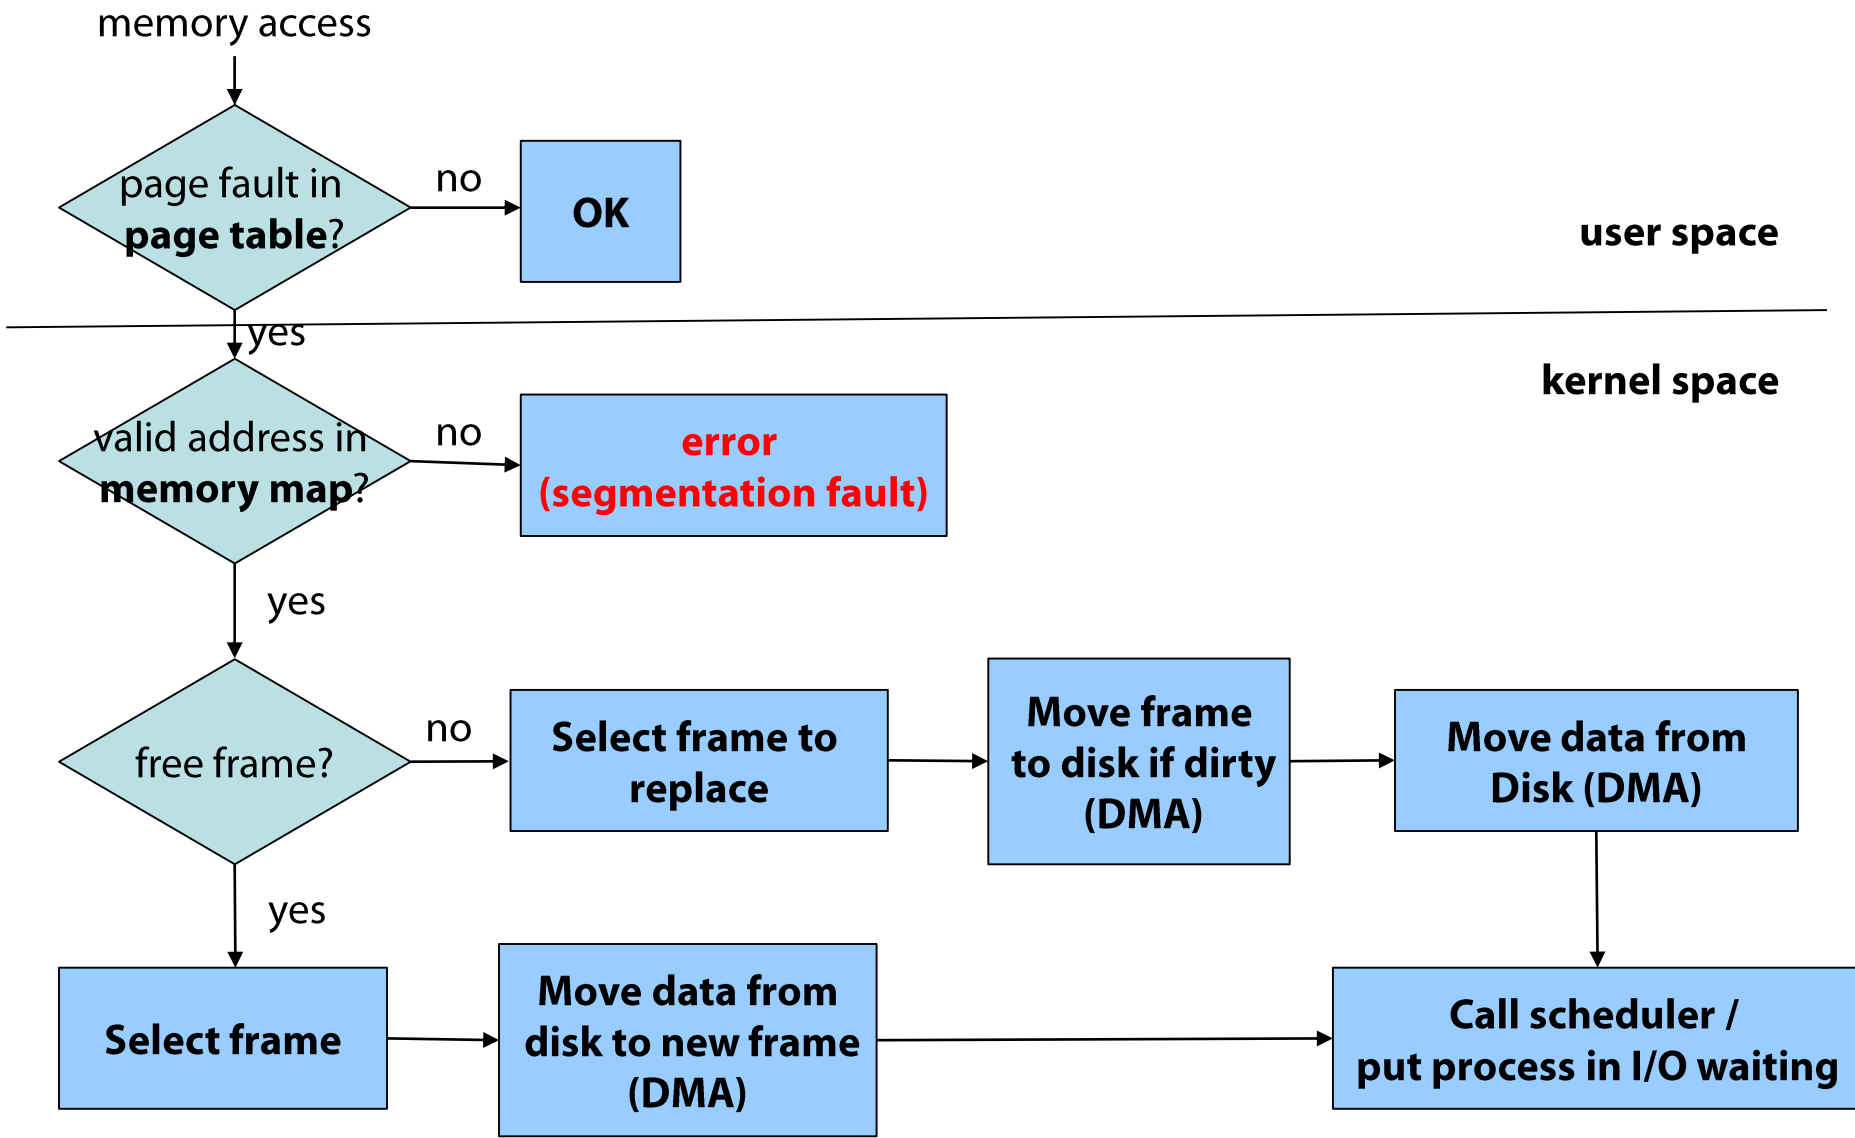 memory access
page fault in
page table?
no
OK
user space
yes
kernel space
valid address in
memory map?
no
error
(segmentation fault)
yes
free frame?
no
Select frame to
replace
Move frame
to disk if dirty
(DMA)
Move data from
Disk (DMA)
yes
Select frame
Move data from
disk to new frame
(DMA)
Call scheduler /
put process in I/O waiting